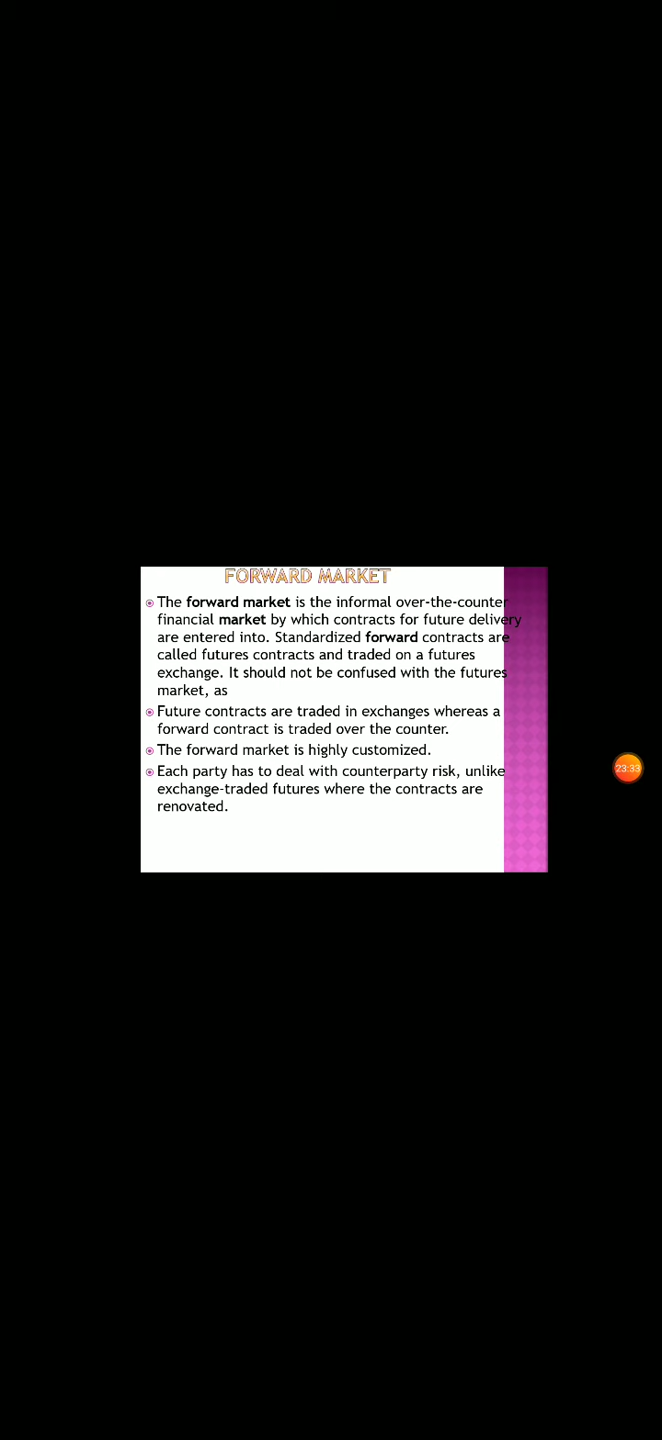 FORWARD MARKET
The forward market is the informal over-the-counter
financial market by which contracts for future delivery
are entered into. Standardized forward contracts are
called futures contracts and traded on a futures
exchange. It should not be confused with the futures
market, as
Future contracts are traded in exchanges whereas a
forward contract is traded over the counter.
The forward market is highly customized.
Each party has to deal with counterparty risk, unlike
exchange-traded futures where the contracts are
renovated.
23:33